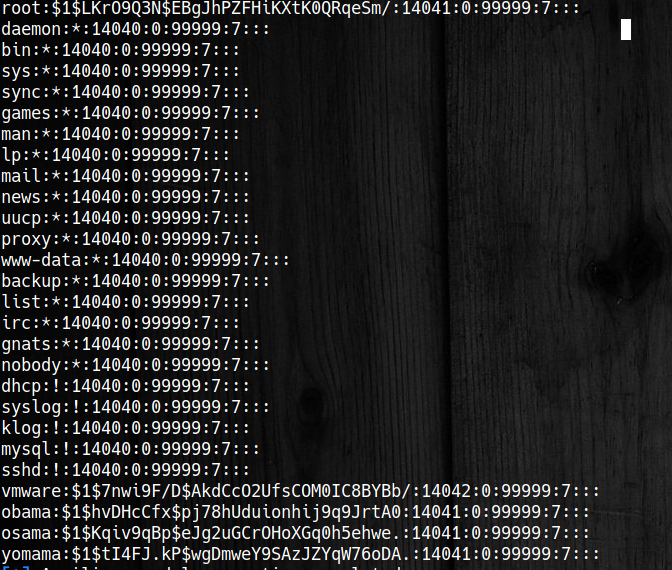 root:$1$LKrO9Q3N$EBgJhPZFHiKXtK0QRqeSm/:14041:0:99999:7:::
daemon:*:14040:0:99999:7:::
bin:*:14040:0:99999:7:::
sys:*:14040:0:99999:7:::
sync:*:14040:0:99999:7:::
games:*:14040:0:99999:7:::
man:*:14040:0:99999:7:::
lp:*:14040:0:99999:7:::
mail:*:14040:0:99999:7:::
news:*:14040:0:99999:7:::
uucp:*:14040:0:99999:7:::
proxy:*:14040:0:99999:7:::
www-data:*:14040:0:99999:7:::
backup:*:14040:0:99999:7:::
list:*:14040:0:99999:7:::
irc:*:14040:0:99999:7:::
gnats:*:14040:0:99999:7:::
nobody:*:14040:0:99999:7:::
dhcp:!:14040:0:99999:7:::
syslog:!:14040:0:99999:7:::
klog:!:14040:0:99999:7:::
mysql:!:14040:0:99999:7:::
sshd:!:14040:0:99999:7:::
vmware:$1$7nwi9F/D$AkdCcO2UfsCOM0IC8BYBb/:14042:0:99999:7:::
obama:$1$hvDHcCfx$pj78hUduionhij9q9JrtA0:14041:0:99999:7:::
osama:$1$Kqiv9qBp$eJg2uGCrOHoXGq0h5ehwe.:14041:0:99999:7:::
yomama:$1$tI4FJ.kP$wgDmweY9SAzJZYqW76oDA.:14041:0:99999:7:::